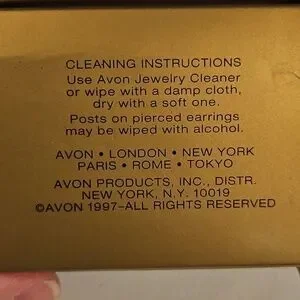 CLEANING INSTRUCTIONS
Use Avon Jewelry Cleaner
or wipe with a damp cloth,
dry with a soft one.
Posts on pierced earrings
may be wiped with alcohol.
AVON • LONDON • NEW YORK
PARIS • ROME • TOKYO
AVON PRODUCTS, INC., DISTR.
NEW YORK, N.Y. 10019
©AVON 1997–ALL RIGHTS RESERVED